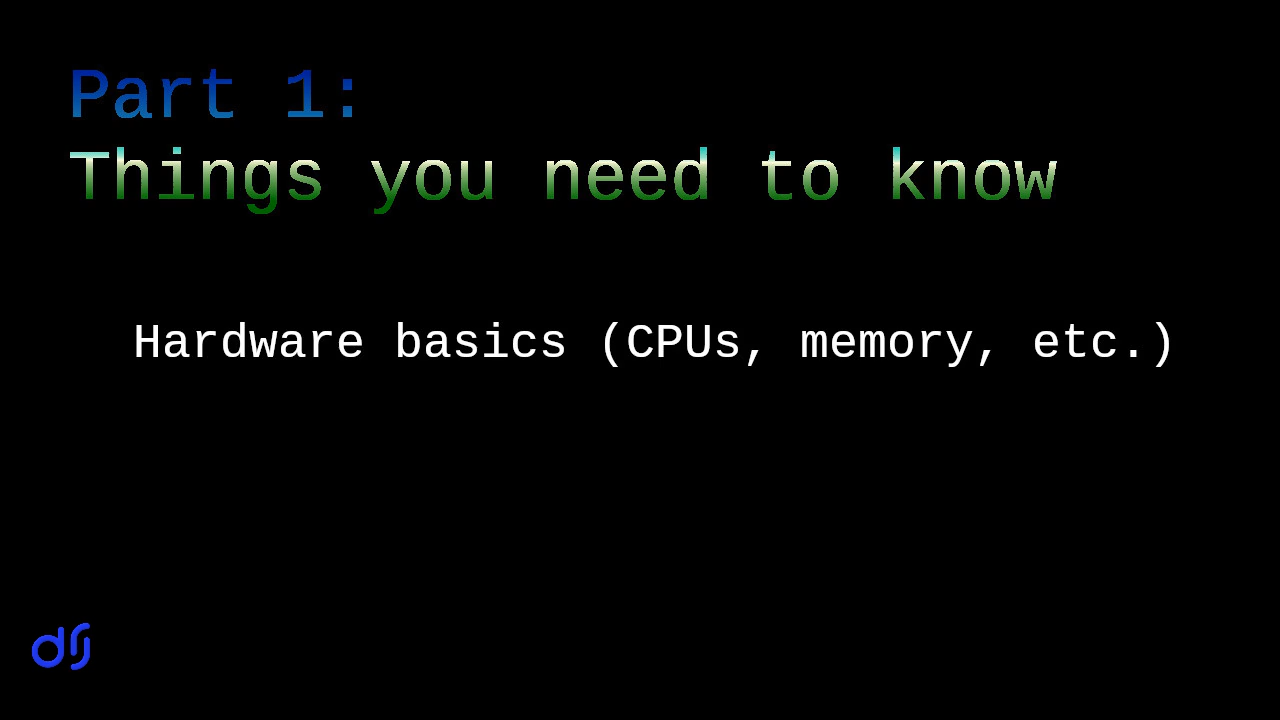 Part 1:
Things you need to know
Hardware basics (CPUs, memory, etc.)